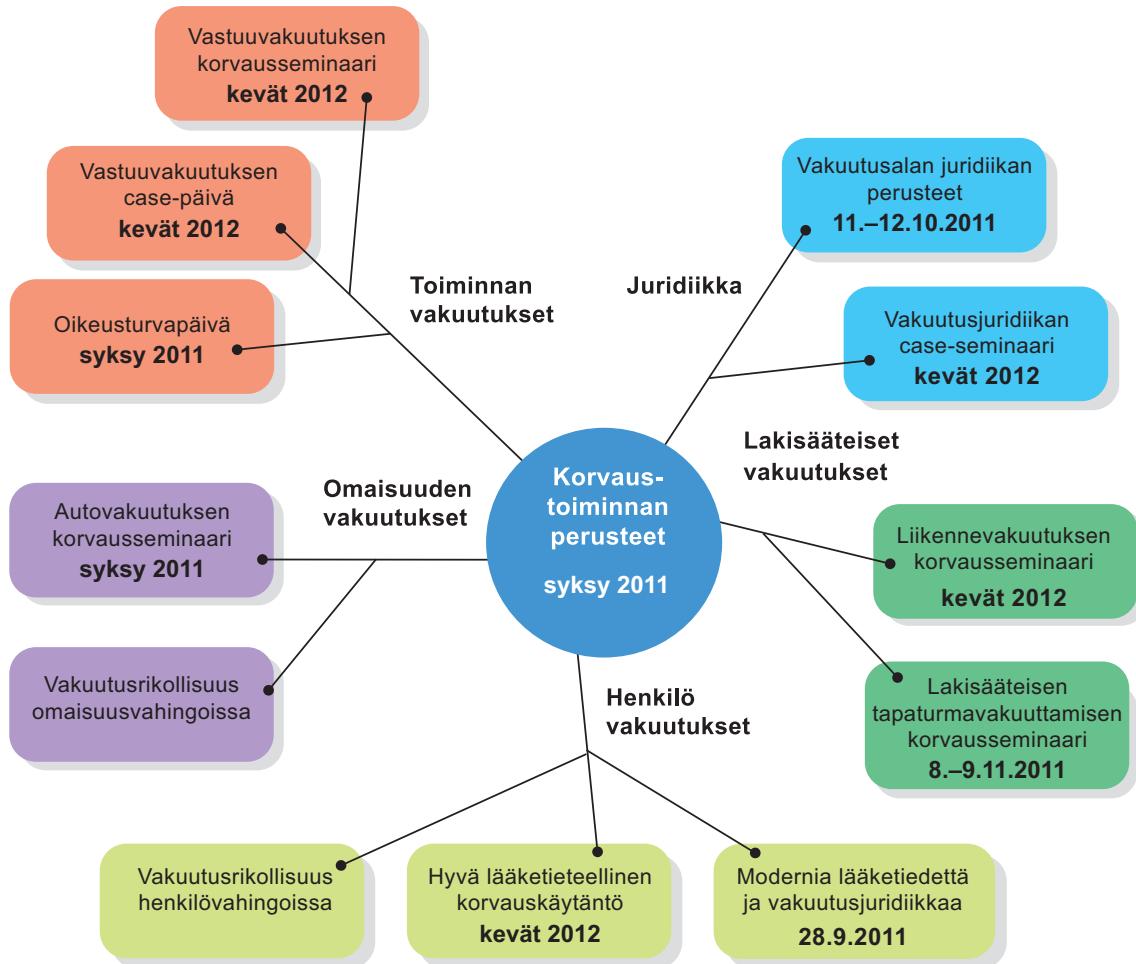 Vastuuvakuutuksen
korvausseminaari
kevät 2012
Vastuuvakuutuksen
case-päivä
kevät 2012
Oikeusturvapäivä
syksy 2011
Toiminnan
vakuutukset
Juridiikka
Vakuutusalan juridiikan
perusteet
11.–12.10.2011
Vakuutusjuridiikan
case-seminaari
kevät 2012
Lakisääteiset
vakuutukset
Korvaus-
toiminnan
perusteet
syksy 2011
Omaisuuden
vakuutukset
Autovakuutuksen
korvausseminaari
syksy 2011
Vakuutusrikollisuus
omaisuusvahingoissa
Liikennevakuutuksen
korvausseminaari
kevät 2012
Lakisääteisen
tapaturmavakuuttamisen
korvausseminaari
8.–9.11.2011
Henkilö
vakuutukset
Vakuutusrikollisuus
henkilövahingoissa
Hyvä lääketieteellinen
korvauskäytäntö
kevät 2012
Modernia lääketiedettä
ja vakuutusjuridiikkaa
28.9.2011